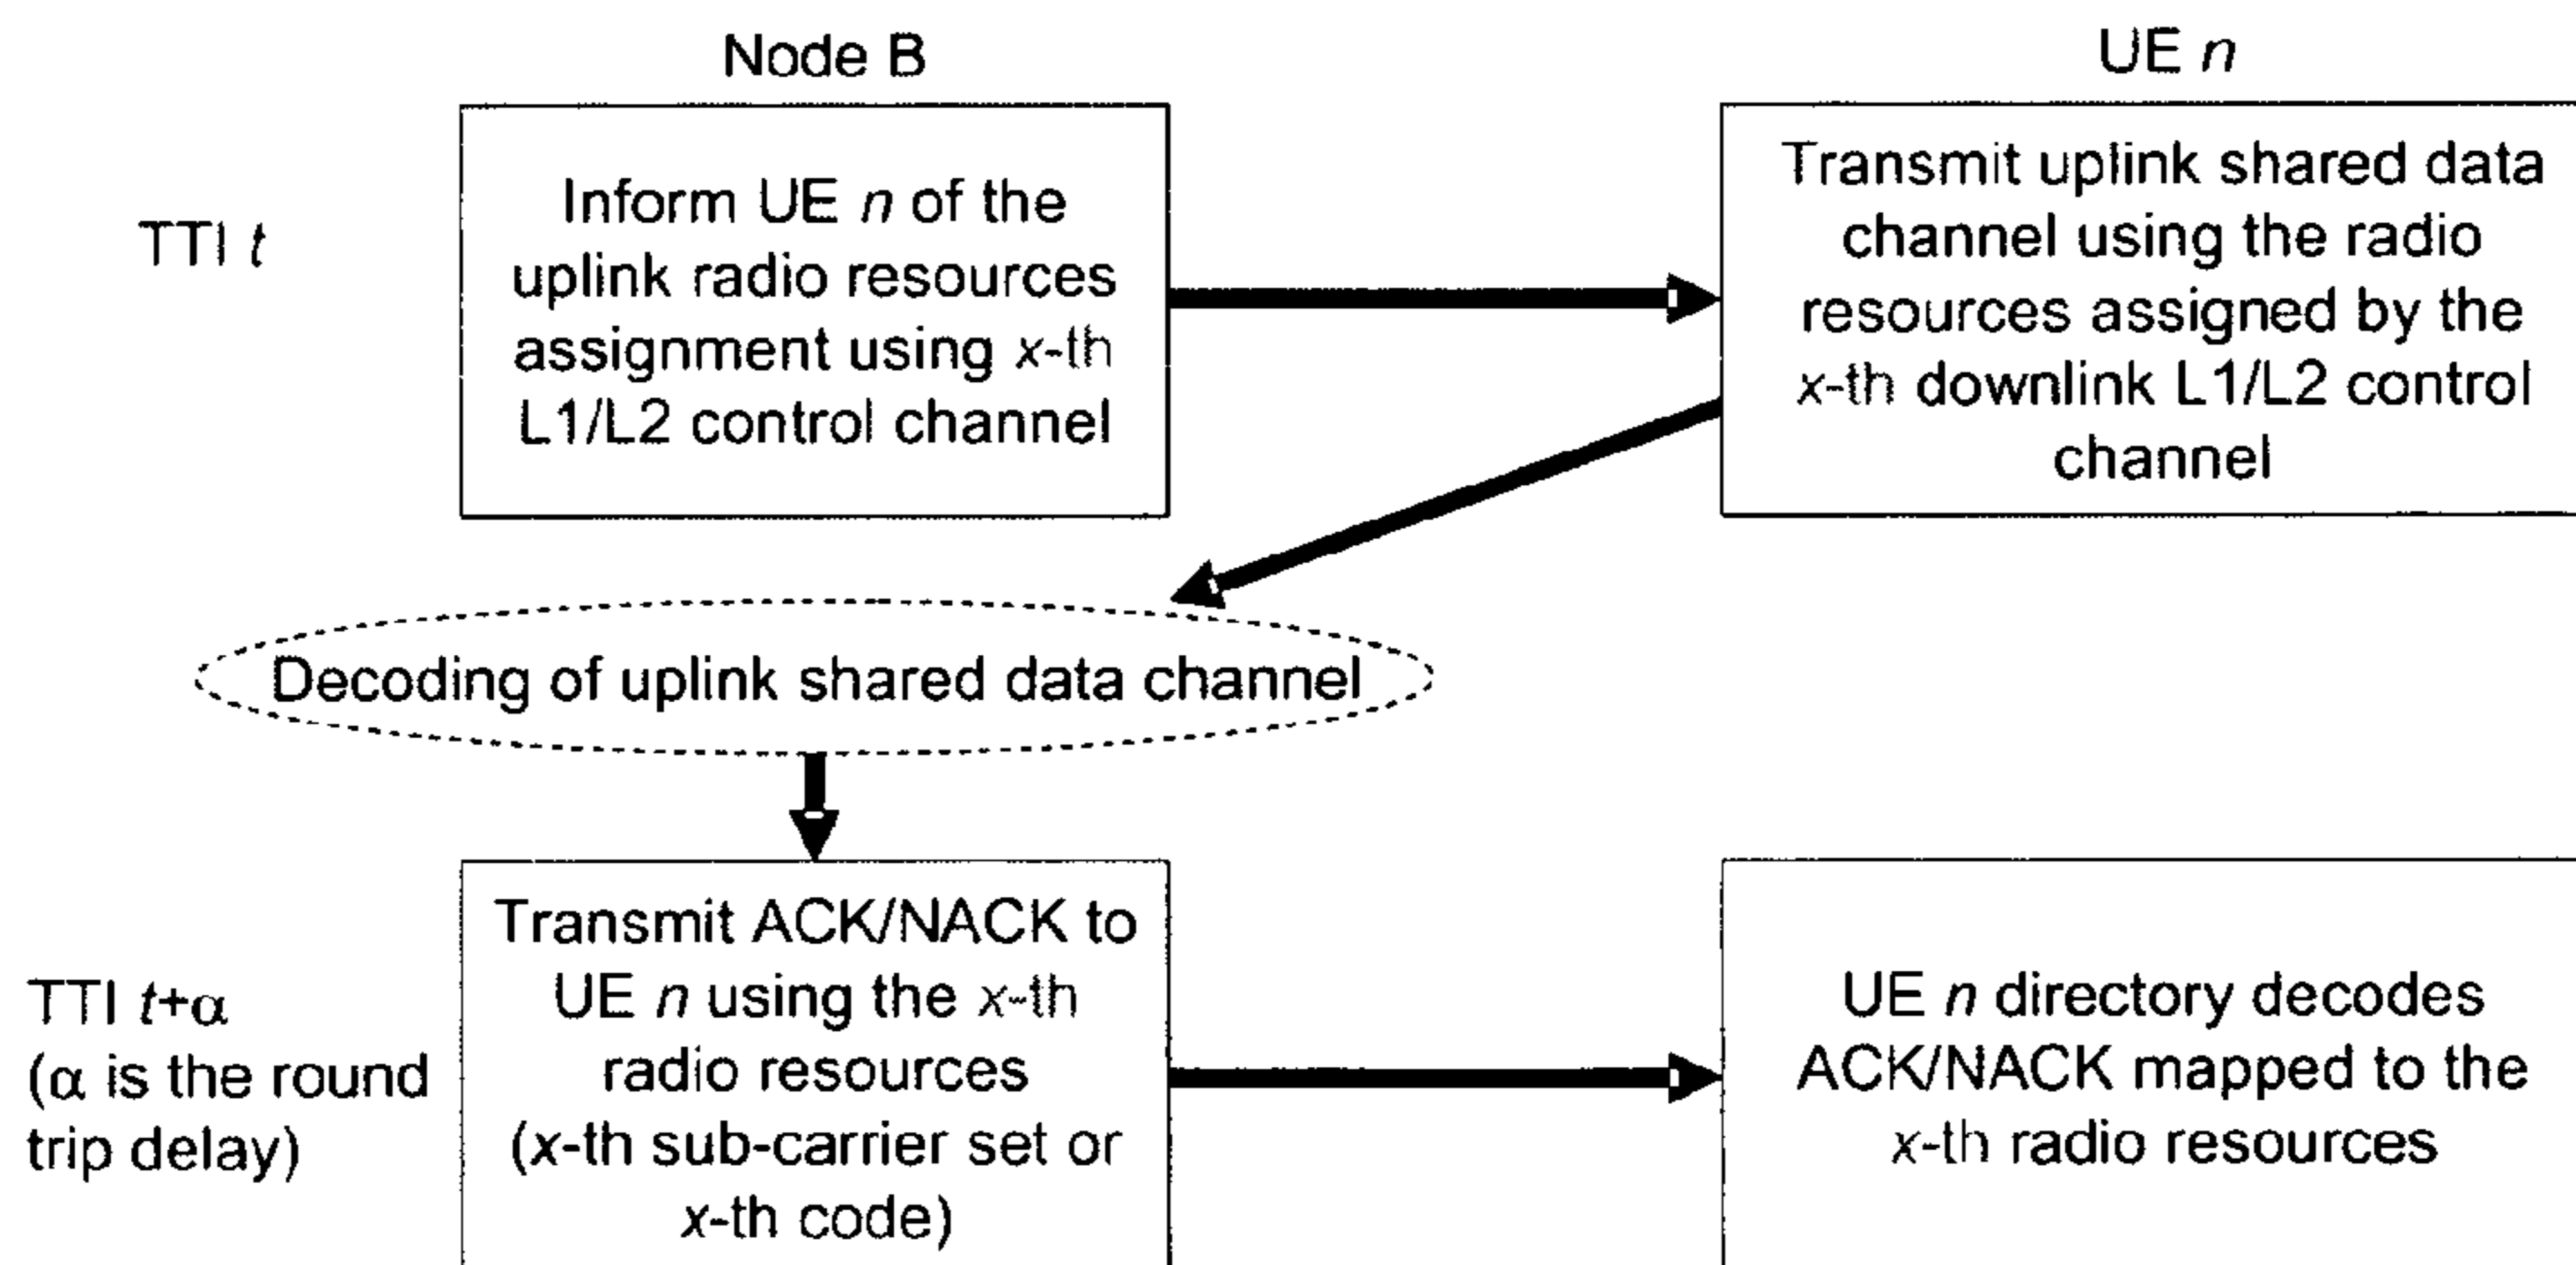 Node B
UE n
TTI t
Inform UE n of the
uplink radio resources
assignment using x-th
L1/L2 control channel
Transmit uplink shared data
channel using the radio
resources assigned by the
x-th downlink L1/L2 control
channel
Decoding of uplink shared data channel
TTI t+α
(α is the round
trip delay)
Transmit ACK/NACK to
UE n using the x-th
radio resources
(x-th sub-carrier set or
x-th code)
UE n directory decodes
ACK/NACK mapped to the
x-th radio resources